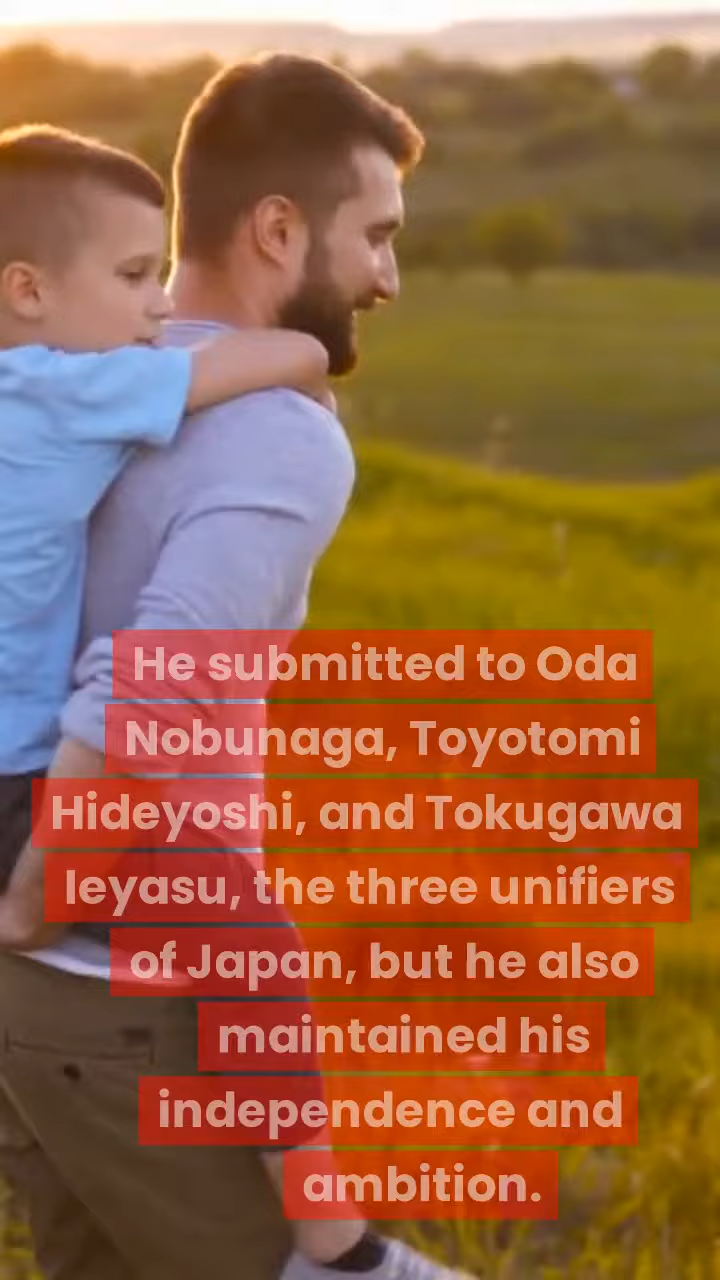 He submitted to Oda
Nobunaga, Toyotomi
Hideyoshi, and Tokugawa
Ieyasu, the three unifiers
of Japan, but he also
maintained his
independence and
ambition.